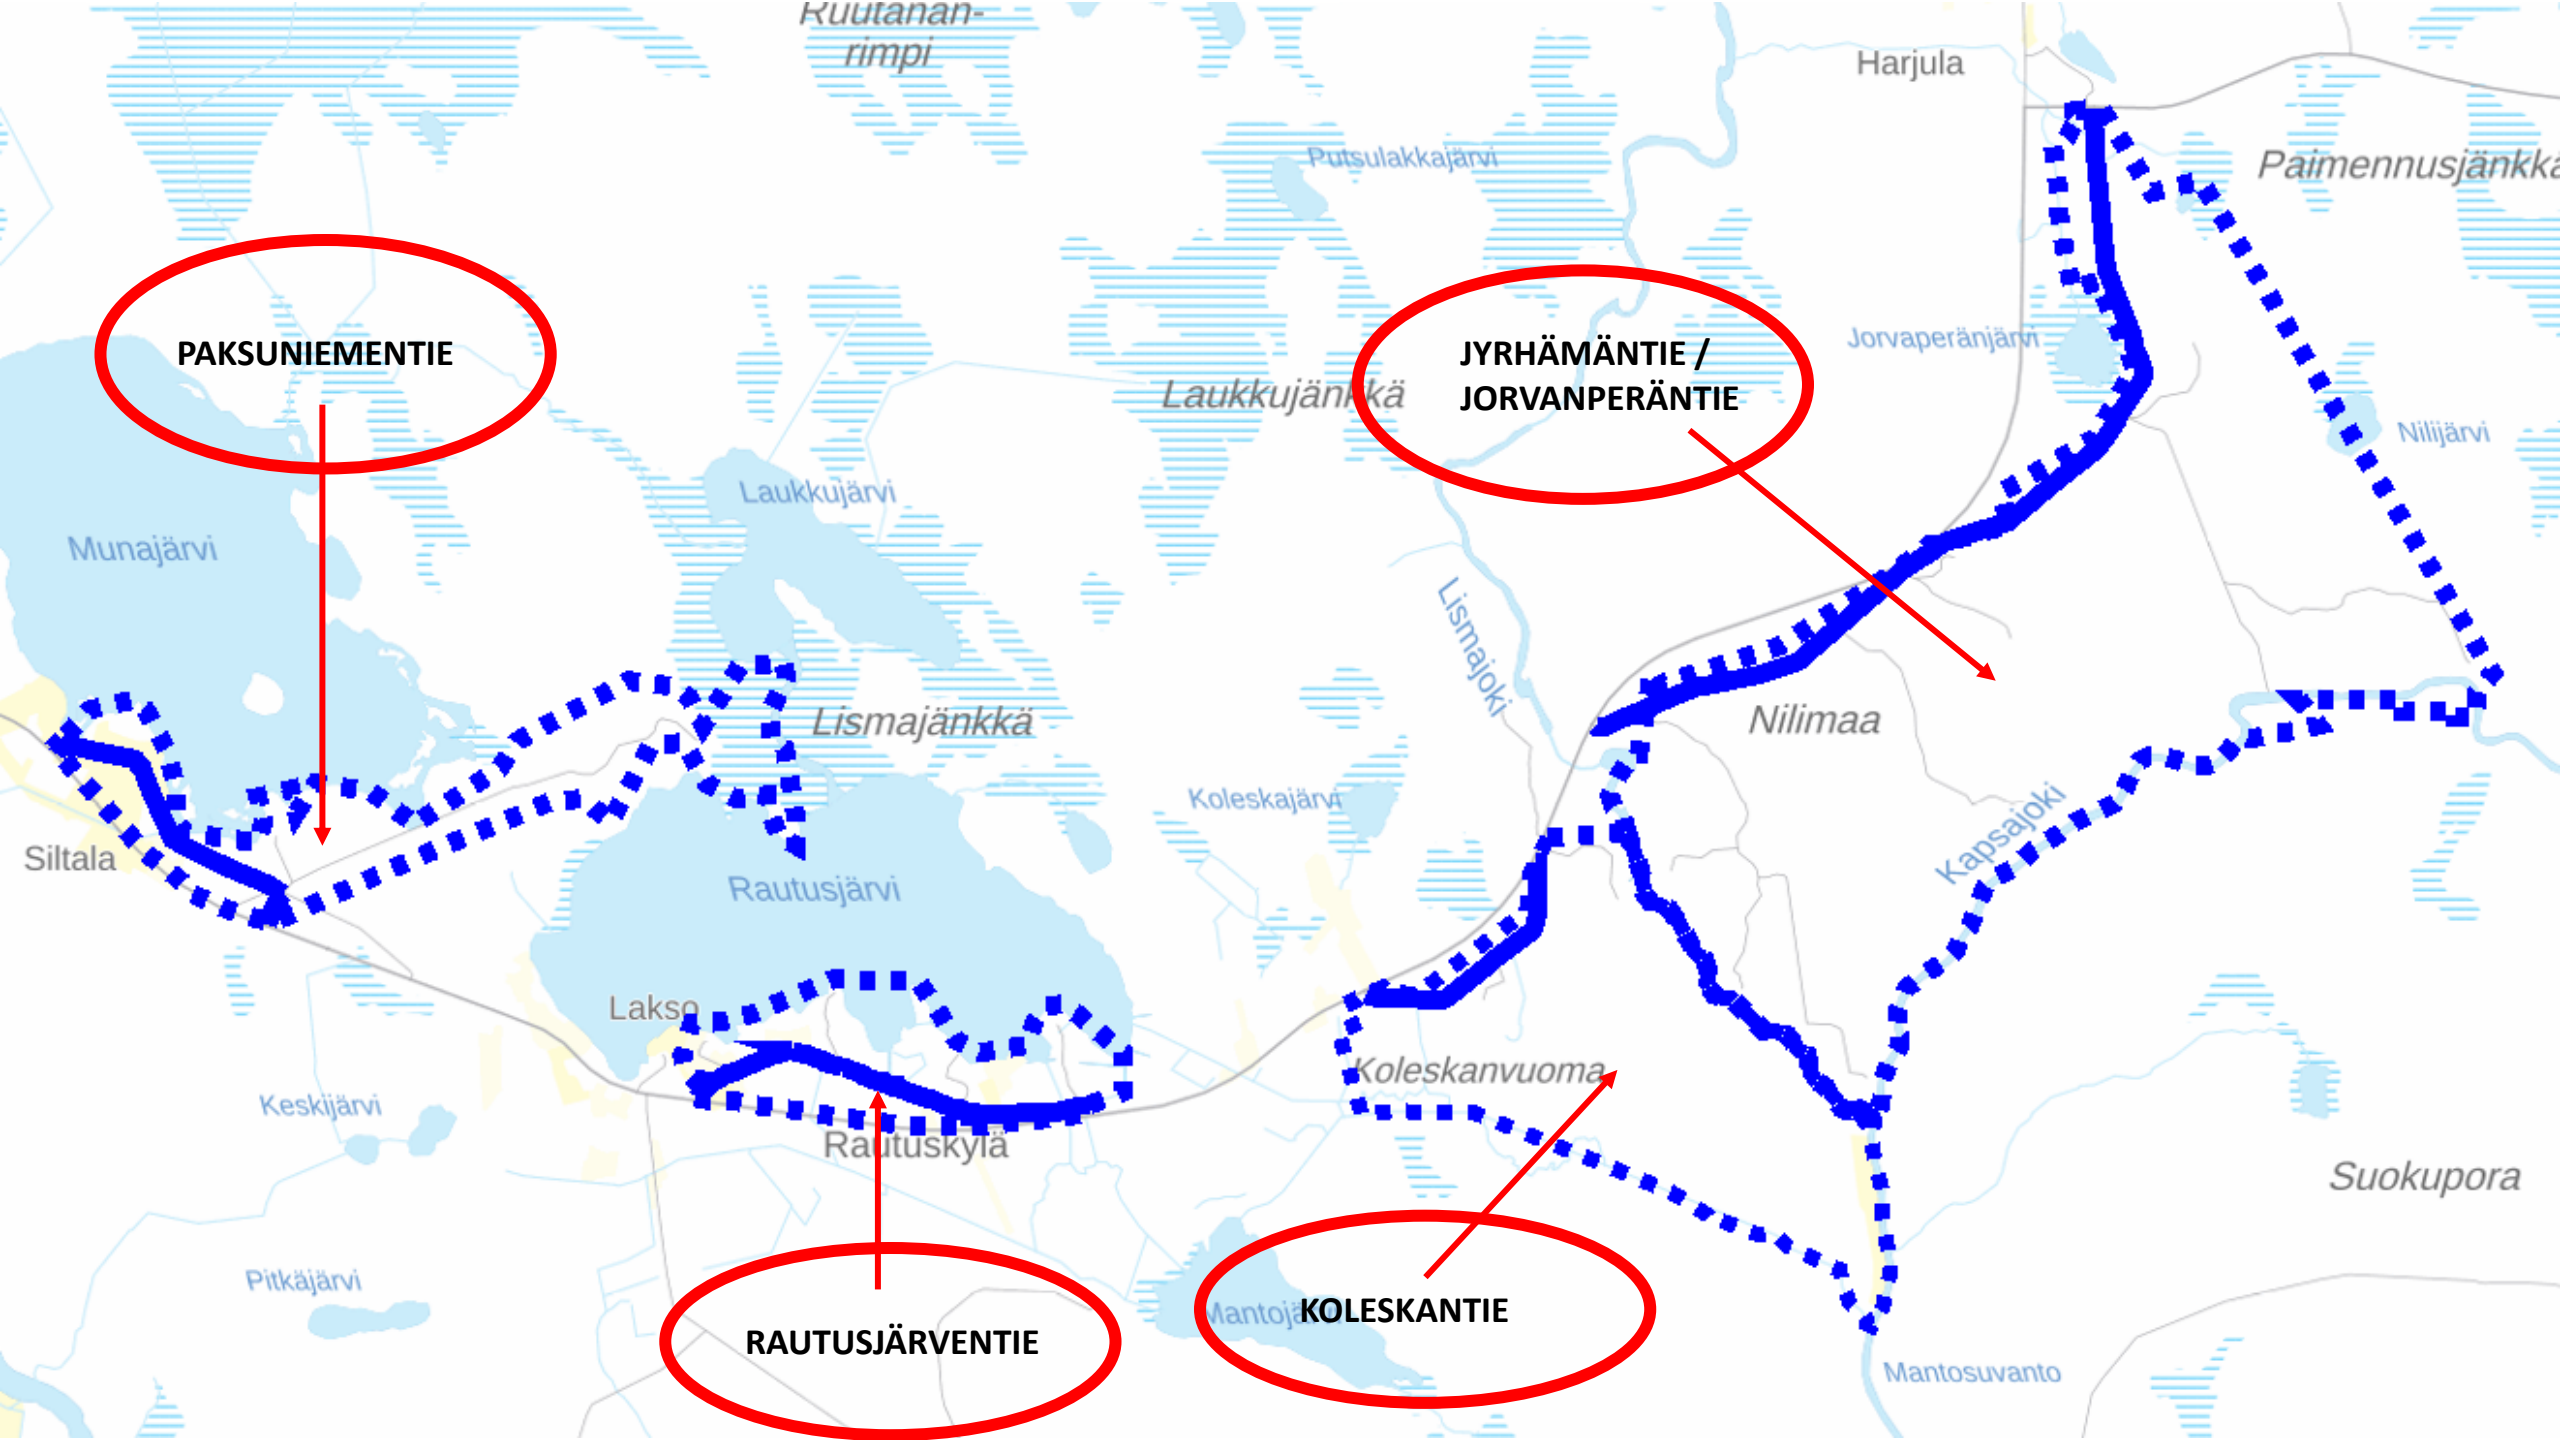 Ruutanan-
rimpi
Harjula
Putsulakkajärvi
Paimennusjänkkä
PAKSUNIEMENTIE
JYRHÄMÄNTIE /
JORVANPERÄNTIE
Jorvaperänjärvi
Laukkujänkkä
Nilijärvi
Laukkujärvi
Munajärvi
Lismajoki
Lismajänkkä
Nilimaa
Koleskajärvi
Kapsajoki
Siltala
Rautusjärvi
Lakso
Koleskanvuoma
Keskijärvi
Rautuskylä
Suokupora
Pitkäjärvi
KOLESKANTIE
RAUTUSJÄRVENTIE
Mantosuvanto